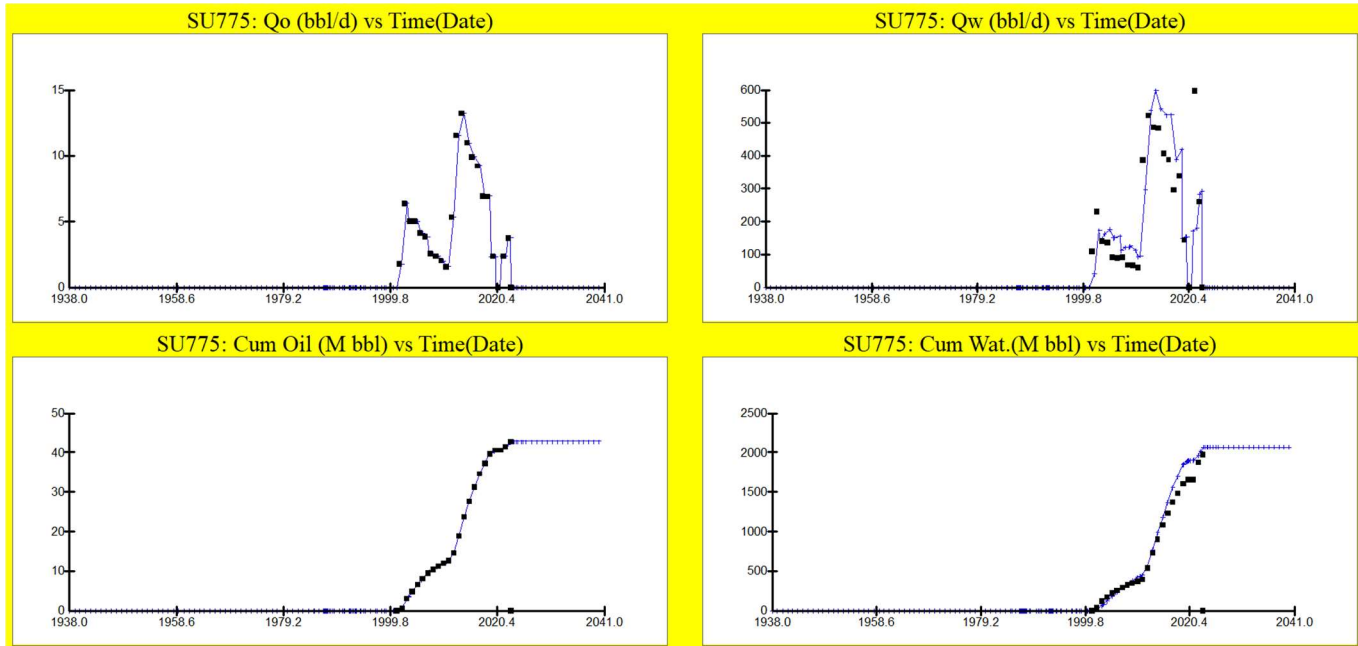 SU775: Qo (bbl/d) vs Time(Date)
15
10
5
0
1938.0 1958.6 1979.2 1999.8 2020.4 2041.0
SU775: Qw (bbl/d) vs Time(Date)
600
500
400
300
200
100
0
1938.0 1958.6 1979.2 1999.8 2020.4 2041.0
SU775: Cum Oil (M bbl) vs Time(Date)
50
40
30
20
10
0
1938.0 1958.6 1979.2 1999.8 2020.4 2041.0
SU775: Cum Wat.(M bbl) vs Time(Date)
2500
2000
1500
1000
500
0
1938.0 1958.6 1979.2 1999.8 2020.4 2041.0